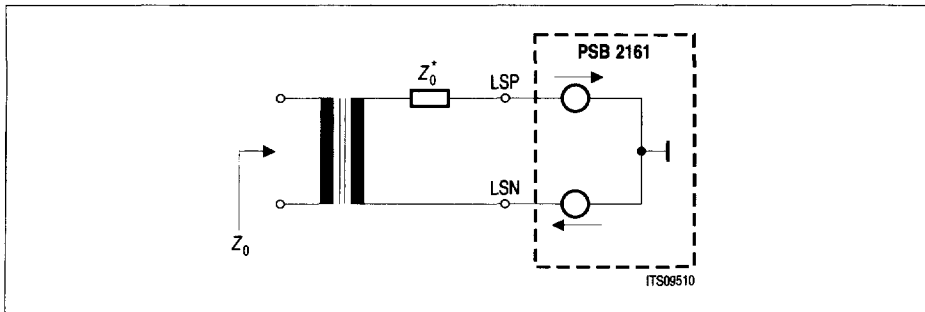 PSB 2161
Z₀*
LSP
LSN
Z₀
ITS09510